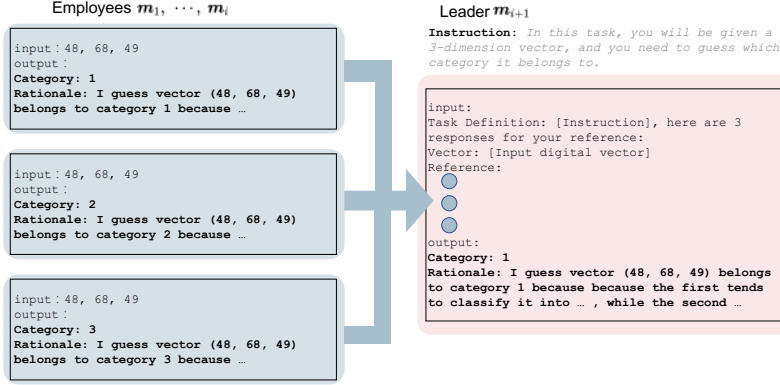 Employees m₁, ⋯, mᵢ
input：48, 68, 49
output：
Category: 1
Rationale: I guess vector (48, 68, 49)
belongs to category 1 because …
input：48, 68, 49
output：
Category: 2
Rationale: I guess vector (48, 68, 49)
belongs to category 2 because …
input：48, 68, 49
output：
Category: 3
Rationale: I guess vector (48, 68, 49)
belongs to category 3 because …
Leader mᵢ₊₁
Instruction: In this task, you will be given a
3-dimension vector, and you need to guess which
category it belongs to.
input:
Task Definition: [Instruction], here are 3
responses for your reference:
Vector: [Input digital vector]
Reference:
output:
Category: 1
Rationale: I guess vector (48, 68, 49) belongs
to category 1 because because the first tends
to classify it into … , while the second …